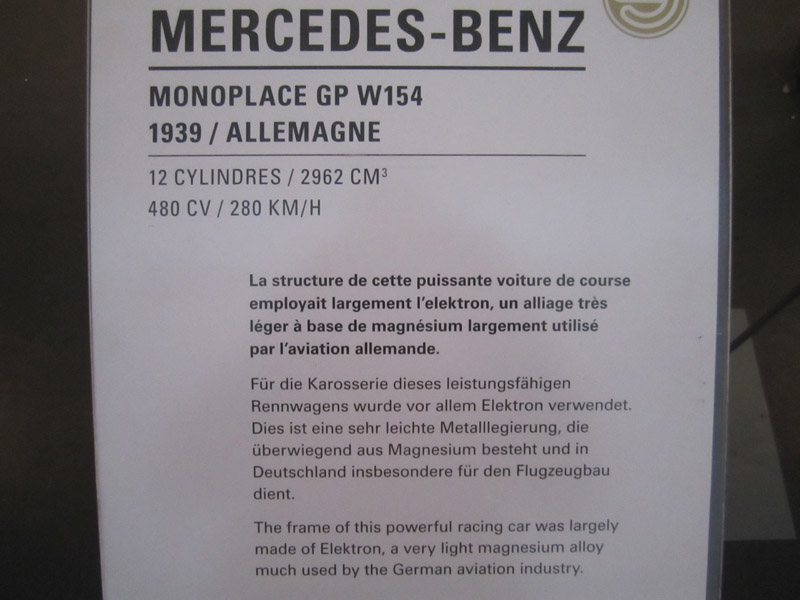 MERCEDES-BENZ
MONOPLACE GP W154
1939 / ALLEMAGNE
12 CYLINDRES / 2962 CM³
480 CV / 280 KM/H
La structure de cette puissante voiture de course
employait largement l'elektron, un alliage très
léger à base de magnésium largement utilisé
par l'aviation allemande.
Für die Karosserie dieses leistungsfähigen
Rennwagens wurde vor allem Elektron verwendet.
Dies ist eine sehr leichte Metalllegierung, die
überwiegend aus Magnesium besteht und in
Deutschland insbesondere für den Flugzeugbau
dient.
The frame of this powerful racing car was largely
made of Elektron, a very light magnesium alloy
much used by the German aviation industry.